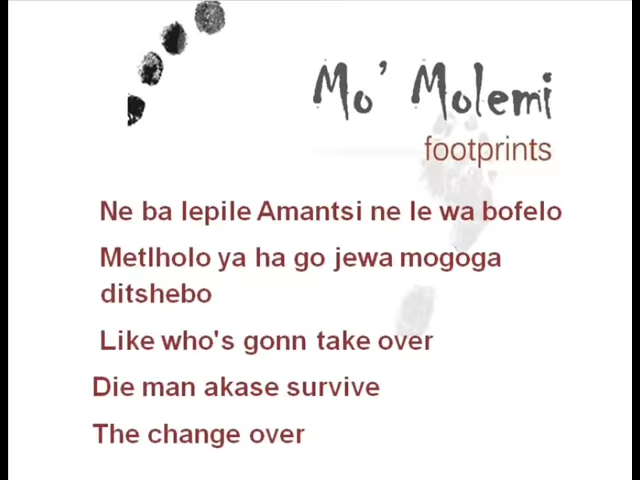 Mo' Molemi
footprints
Ne ba lepile Amantsi ne le wa bofelo
Metlholo ya ha go jewa mogoga
ditshebo
Like who's gonn take over
Die man akase survive
The change over